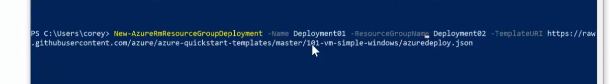 PS C:\Users\corey> New-AzureRmResourceGroupDeployment -Name Deployment01 -ResourceGroupName Deployment02 -TemplateURI https://raw
.githubusercontent.com/azure/azure-quickstart-templates/master/101-vm-simple-windows/azuredeploy.json